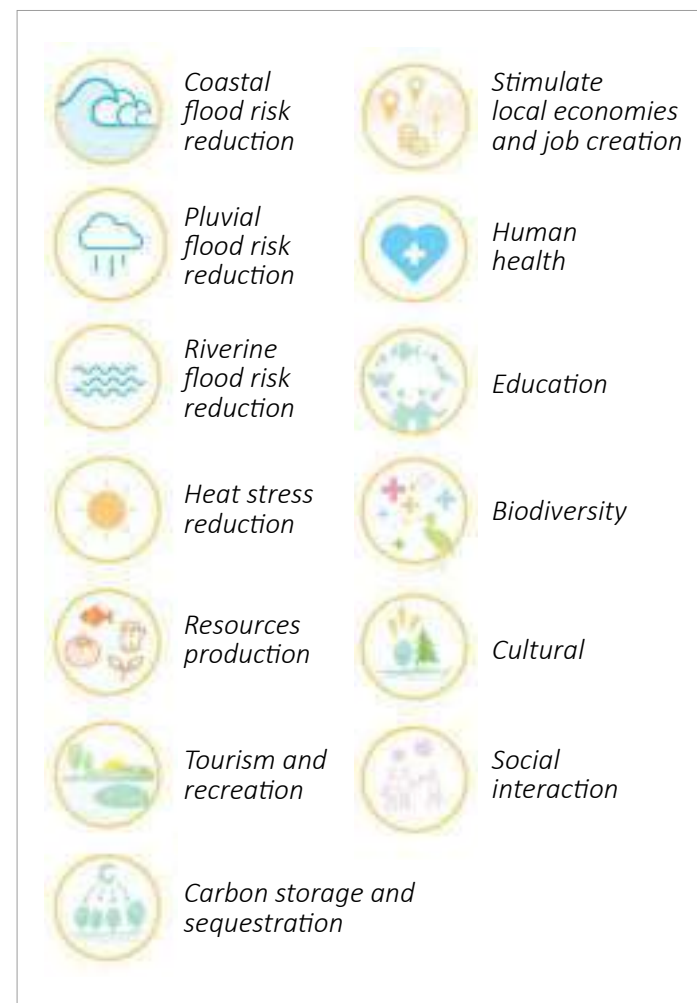 Coastal
flood risk
reduction
Pluvial
flood risk
reduction
Riverine
flood risk
reduction
Heat stress
reduction
Resources
production
Tourism and
recreation
Carbon storage and
sequestration
Stimulate
local economies
and job creation
Human
health
Education
Biodiversity
Cultural
Social
interaction